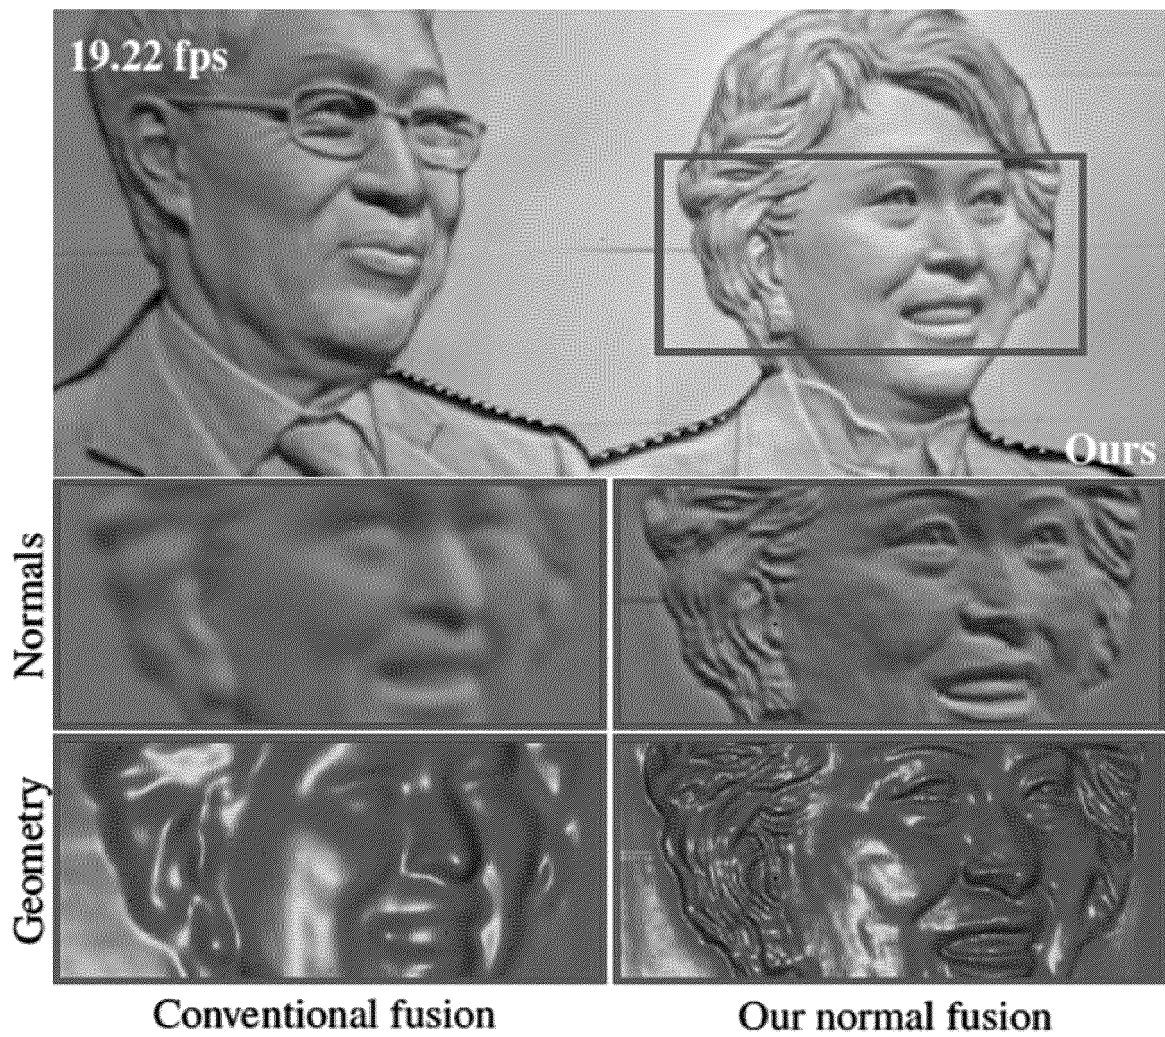 19.22 fps
Ours
Normals
Geometry
Conventional fusion
Our normal fusion